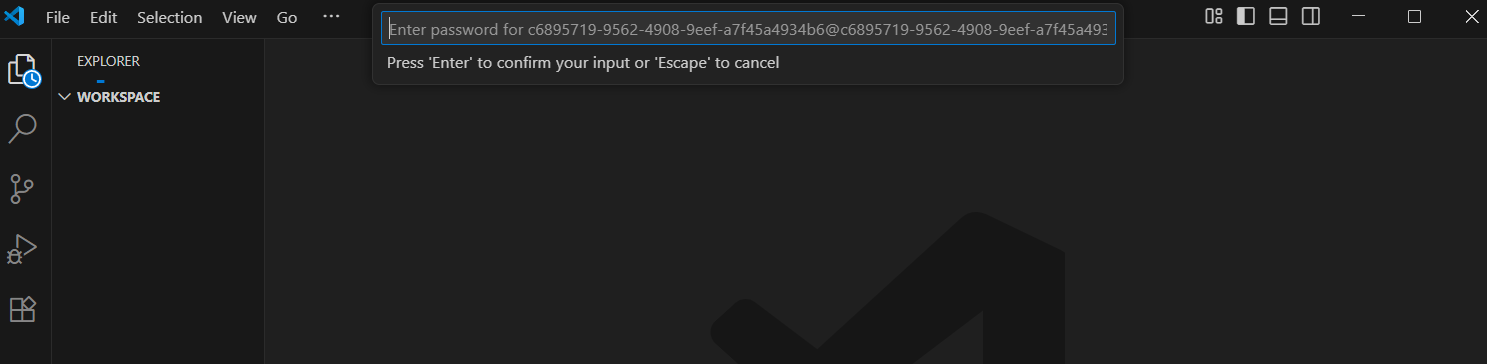 File Edit Selection View Go ···
Enter password for c6895719-9562-4908-9eef-a7f45a4934b6@c6895719-9562-4908-9eef-a7f45a493
Press 'Enter' to confirm your input or 'Escape' to cancel
EXPLORER
WORKSPACE